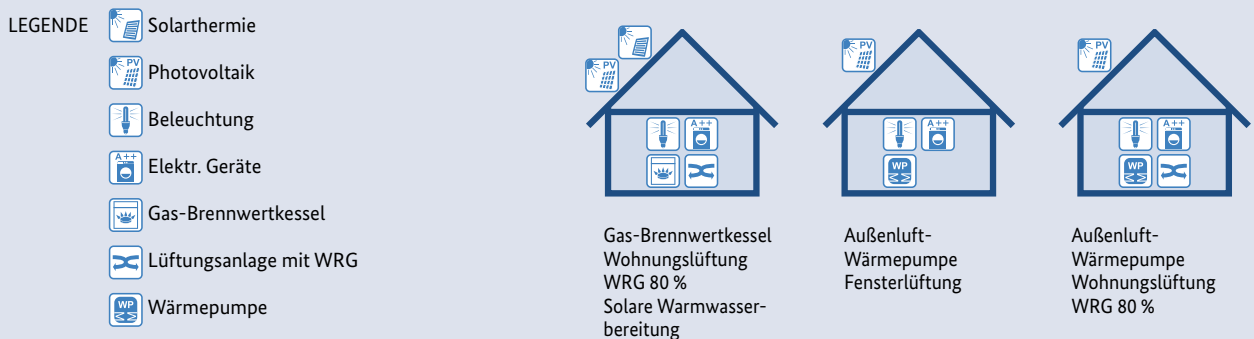 LEGENDE
Solarthermie
PV
Photovoltaik
Beleuchtung
A++
Elektr. Geräte
Gas-Brennwertkessel
Lüftungsanlage mit WRG
WP
Wärmepumpe
PV
A++
Gas-Brennwertkessel
Wohnungslüftung
WRG 80 %
Solare Warmwasser-
bereitung
PV
A++
WP
Außenluft-
Wärmepumpe
Fensterlüftung
PV
A++
WP
Außenluft-
Wärmepumpe
Wohnungslüftung
WRG 80 %